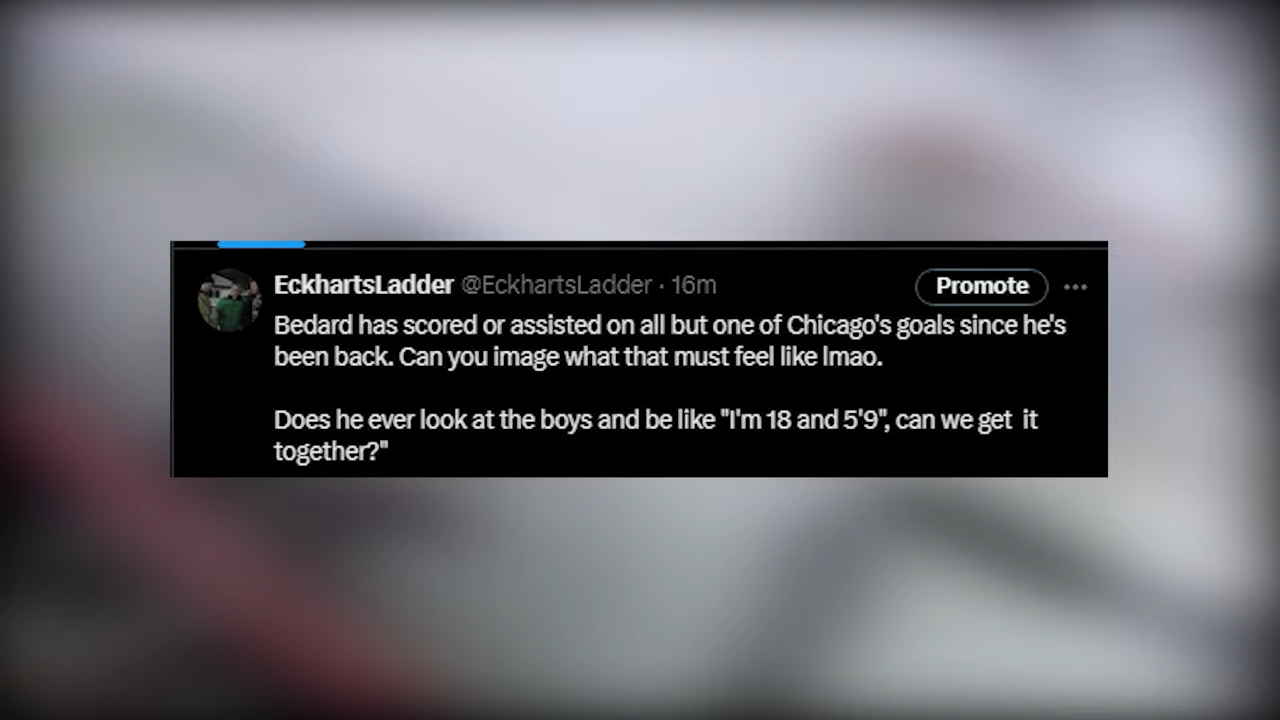 EckhartsLadder @EckhartsLadder · 16m
Promote
Bedard has scored or assisted on all but one of Chicago's goals since he's
been back. Can you image what that must feel like lmao.
Does he ever look at the boys and be like "I'm 18 and 5'9", can we get  it
together?"